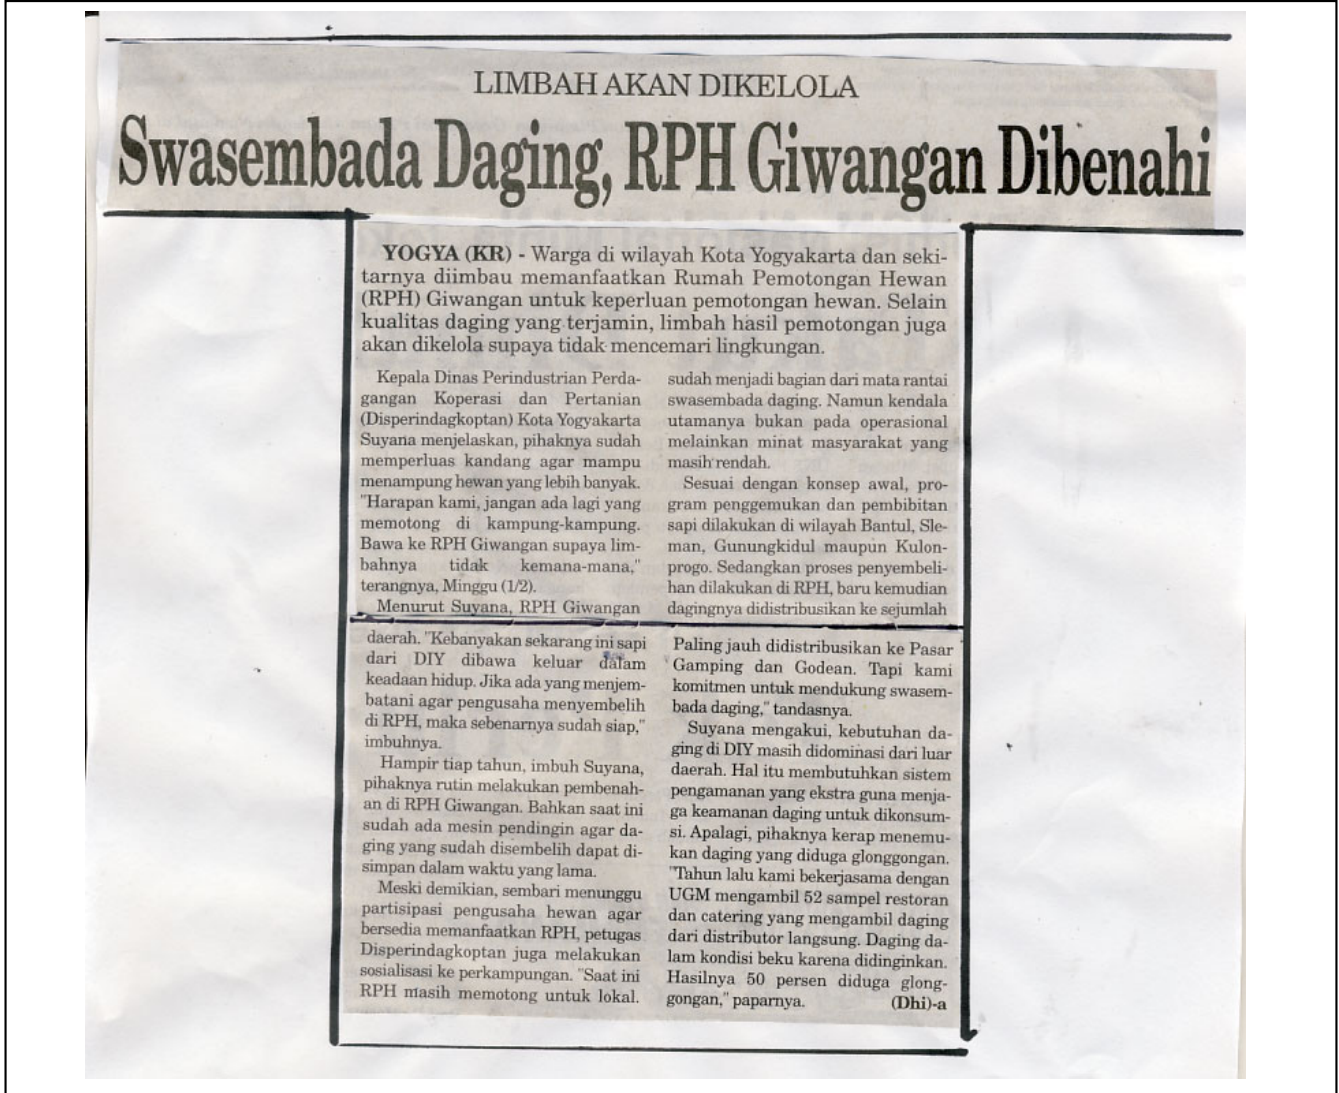 LIMBAH AKAN DIKELOLA
Swasembada Daging, RPH Giwangan Dibenahi
YOGYA (KR) - Warga di wilayah Kota Yogyakarta dan seki-
tarnya diimbau memanfaatkan Rumah Pemotongan Hewan
(RPH) Giwangan untuk keperluan pemotongan hewan. Selain
kualitas daging yang terjamin, limbah hasil pemotongan juga
akan dikelola supaya tidak mencemari lingkungan.
Kepala Dinas Perindustrian Perda-
gangan Koperasi dan Pertanian
(Disperindagkoptan) Kota Yogyakarta
Suyana menjelaskan, pihaknya sudah
memperluas kandang agar mampu
menampung hewan yang lebih banyak.
"Harapan kami, jangan ada lagi yang
memotong di kampung-kampung.
Bawa ke RPH Giwangan supaya lim-
bahnya tidak kemana-mana,"
terangnya, Minggu (1/2).
Menurut Suyana, RPH Giwangan
sudah menjadi bagian dari mata rantai
swasembada daging. Namun kendala
utamanya bukan pada operasional
melainkan minat masyarakat yang
masih rendah.
Sesuai dengan konsep awal, pro-
gram penggemukan dan pembibitan
sapi dilakukan di wilayah Bantul, Sle-
man, Gunungkidul maupun Kulon-
progo. Sedangkan proses penyembeli-
han dilakukan di RPH, baru kemudian
dagingnya didistribusikan ke sejumlah
daerah. "Kebanyakan sekarang ini sapi
dari DIY dibawa keluar dalam
keadaan hidup. Jika ada yang menjem-
batani agar pengusaha menyembelih
di RPH, maka sebenarnya sudah siap,"
imbuhnya.
Hampir tiap tahun, imbuh Suyana,
pihaknya rutin melakukan pembenah-
an di RPH Giwangan. Bahkan saat ini
sudah ada mesin pendingin agar da-
ging yang sudah disembelih dapat di-
simpan dalam waktu yang lama.
Meski demikian, sembari menunggu
partisipasi pengusaha hewan agar
bersedia memanfaatkan RPH, petugas
Disperindagkoptan juga melakukan
sosialisasi ke perkampungan. "Saat ini
RPH masih memotong untuk lokal.
Paling jauh didistribusikan ke Pasar
Gamping dan Godean. Tapi kami
komitmen untuk mendukung swasem-
bada daging," tandasnya.
Suyana mengakui, kebutuhan da-
ging di DIY masih didominasi dari luar
daerah. Hal itu membutuhkan sistem
pengamanan yang ekstra guna menja-
ga keamanan daging untuk dikonsum-
si. Apalagi, pihaknya kerap menemu-
kan daging yang diduga glonggongan.
"Tahun lalu kami bekerjasama dengan
UGM mengambil 52 sampel restoran
dan catering yang mengambil daging
dari distributor langsung. Daging da-
lam kondisi beku karena didinginkan.
Hasilnya 50 persen diduga glong-
gongan," paparnya. (Dhi)-a